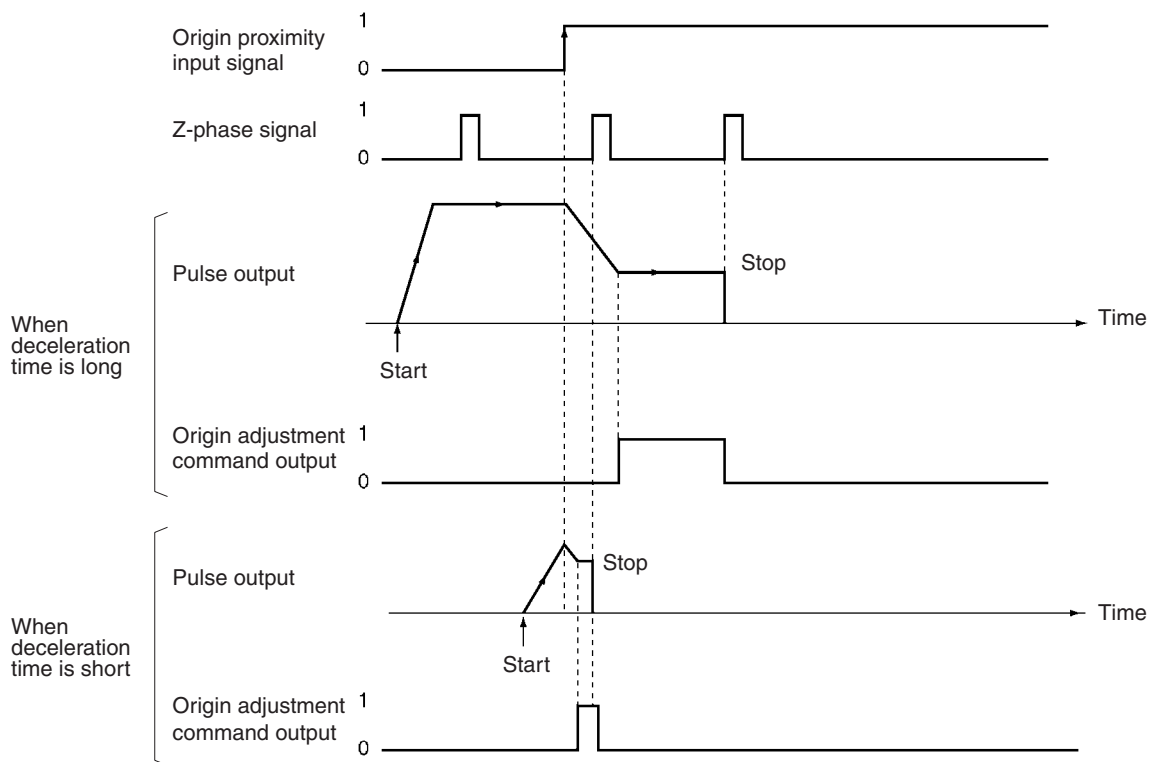 Origin proximity
input signal
1
0
Z-phase signal
1
0
When
deceleration
time is long
Pulse output
Stop
Time
Start
Origin adjustment
command output
1
0
When
deceleration
time is short
Pulse output
Stop
Time
Start
Origin adjustment
command output
1
0